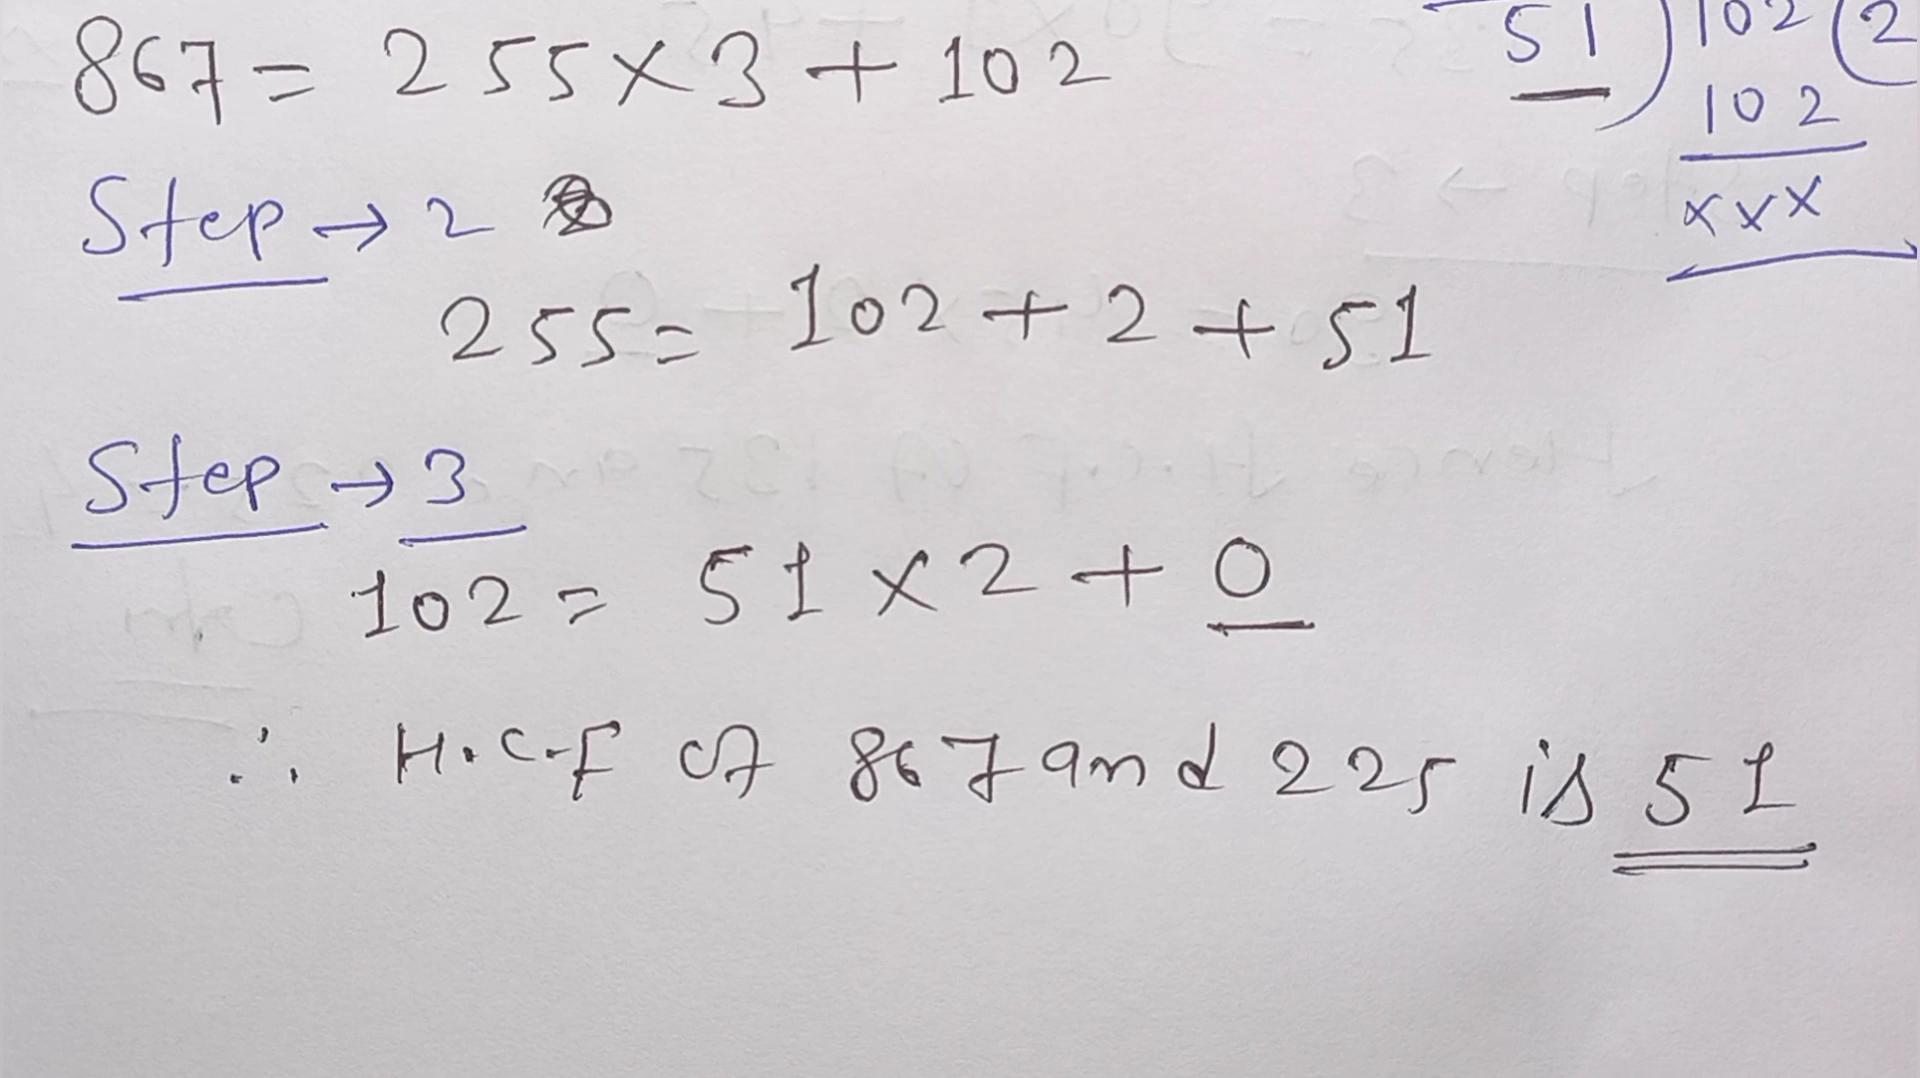 867 = 255 × 3 + 102
51 ) 102 ( 2
102
× × ×
Step → 2
255 = 102 + 2 + 51
Step → 3
102 = 51 × 2 + 0
∴ H.C.F of 867 and 225 is 51